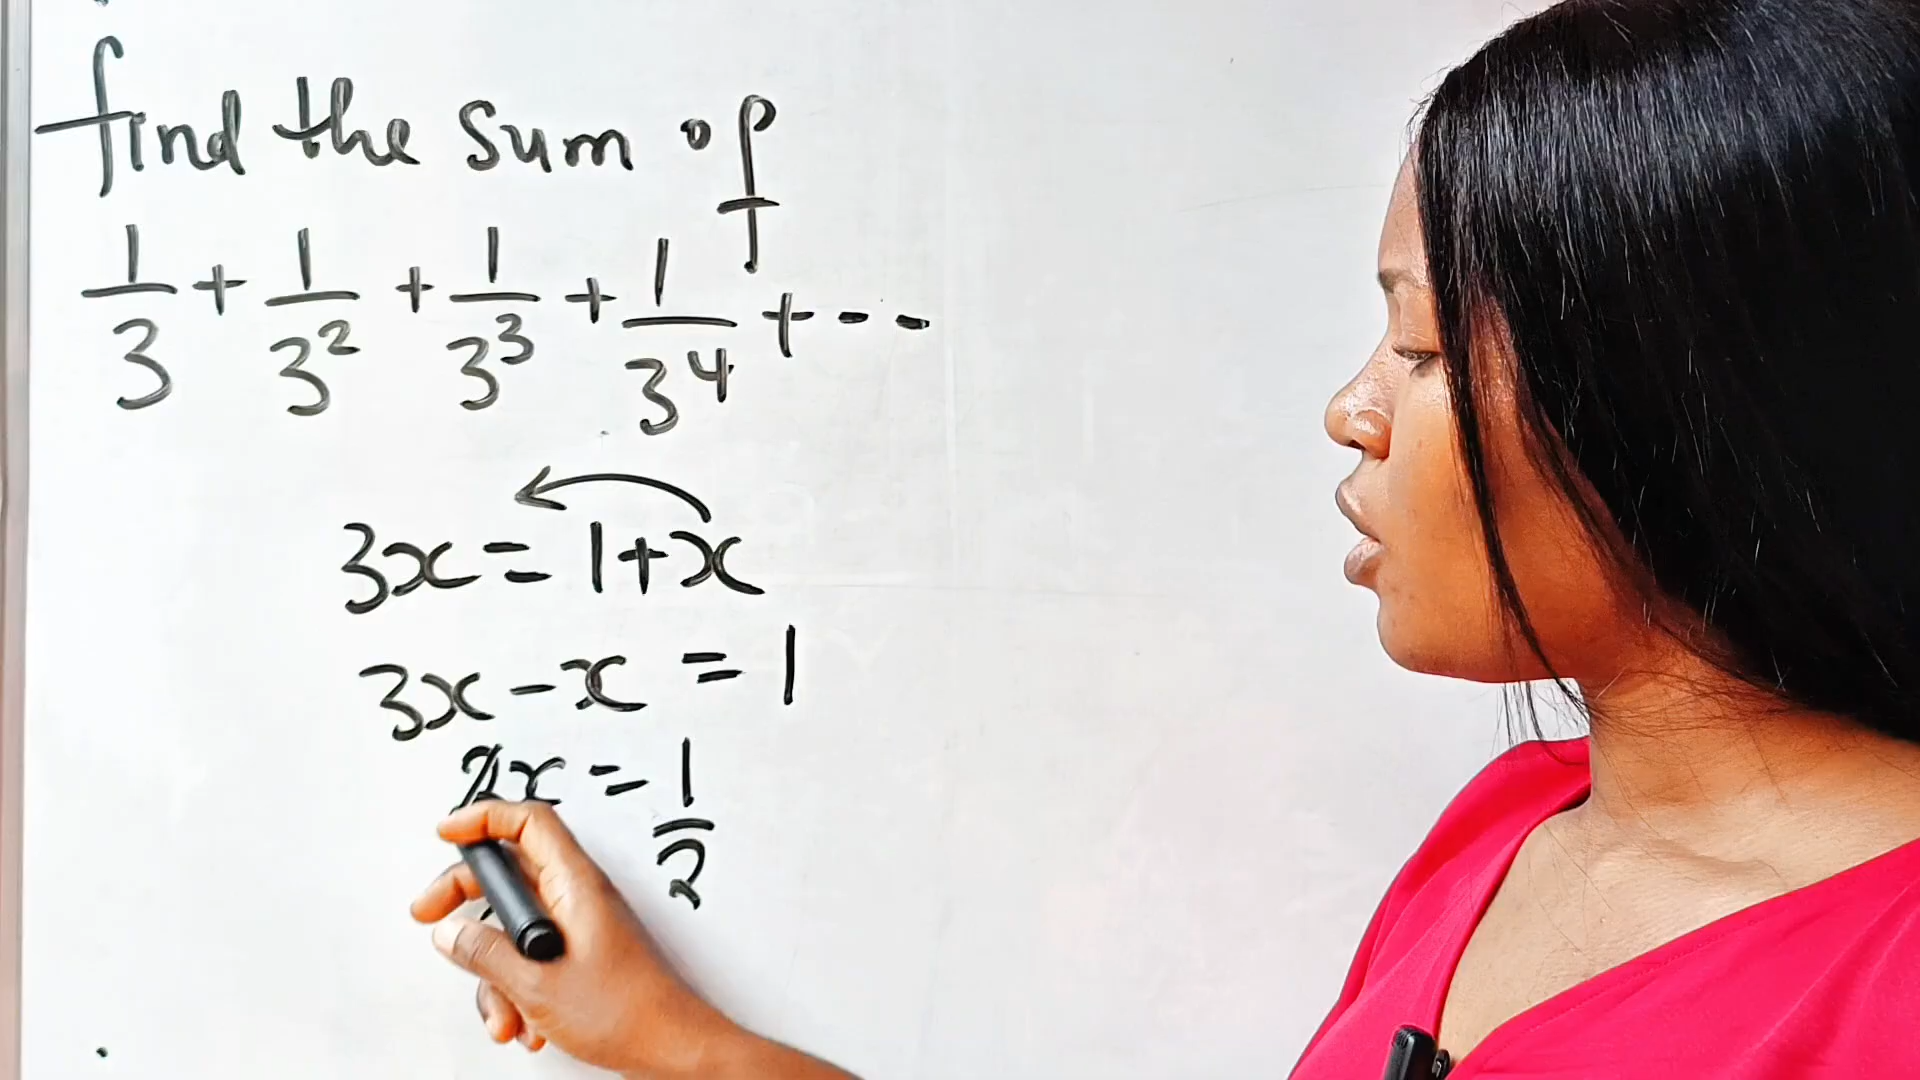 find the sum of
1/3 + 1/3² + 1/3³ + 1/3⁴ + ---
3x = 1+x
3x - x = 1
2x = 1/2